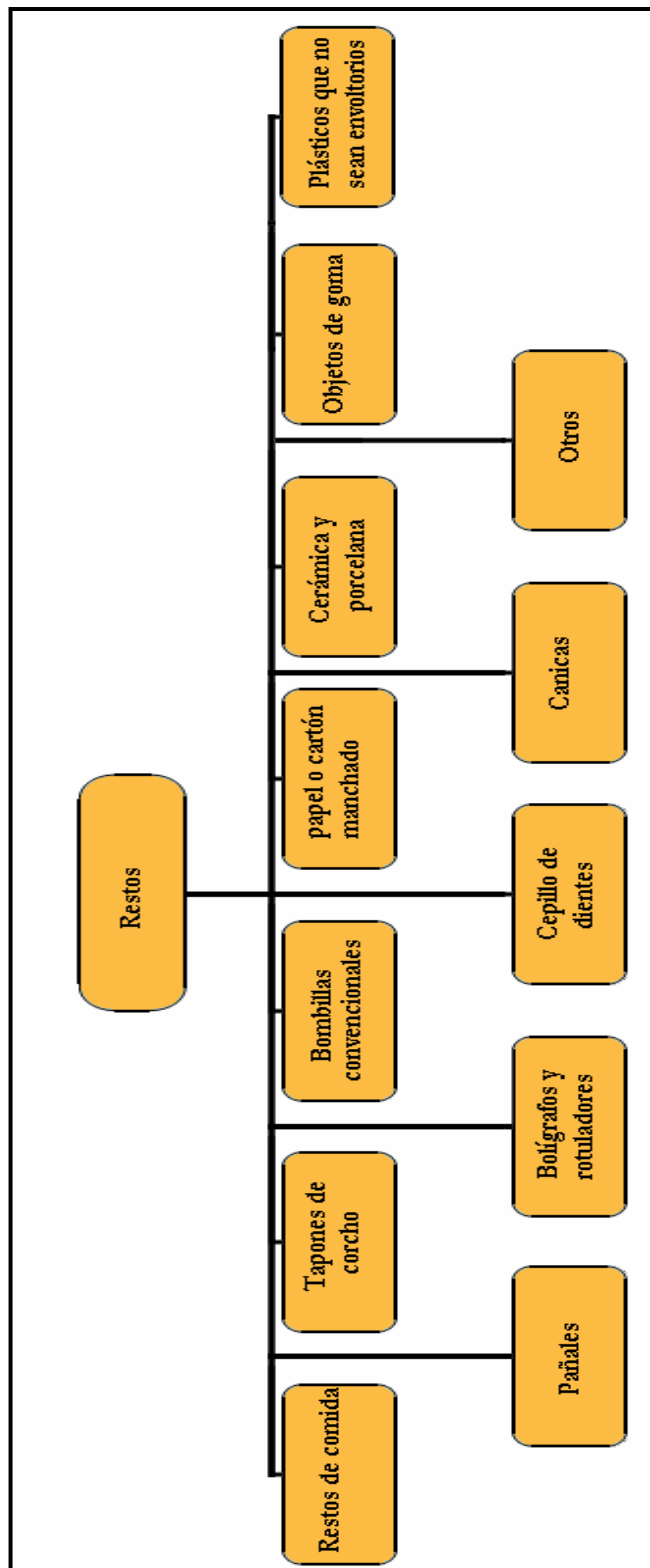 Restos
Restos de comida
Tapones de
corcho
Bombillas
convencionales
papel o cartón
manchado
Cerámica y
porcelana
Objetos de goma
Plásticos que no
sean envoltorios
Pañales
Bolígrafos y
rotuladores
Cepillo de
dientes
Canicas
Otros